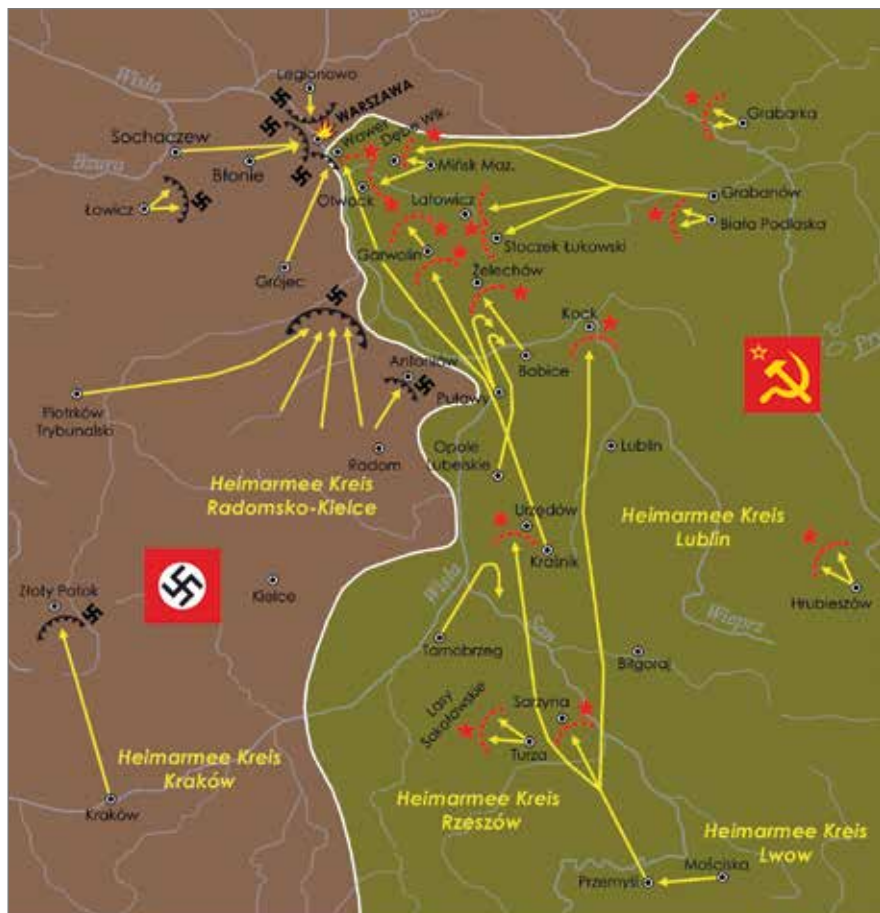 Legionowo
Wisła
WARSZAWA
Sochaczew
Bzura
Błonie
Wawer
Dębe Wlk.
Mińsk Maz.
Grabarka
Łowicz
Otwock
Latowicz
Grabanów
Biała Podlaska
Stoczek Łukowski
Garwolin
Grójec
Żelechów
Kock
Antoniów
Babice
Piotrków
Trybunalski
Puławy
Radom
Opole
Lubelskie
Lublin
Heimarmee Kreis
Radomsko-Kielce
Urzędów
Heimarmee Kreis
Lublin
Kraśnik
Złoty Potok
Kielce
Wisła
Hrubieszów
San
Wieprz
Tarnobrzeg
Biłgoraj
Lasy
Sokołowskie
Sarzyna
Turza
Heimarmee Kreis
Kraków
Kraków
Heimarmee Kreis
Rzeszów
Heimarmee Kreis
Lwow
Mościska
Przemyśl